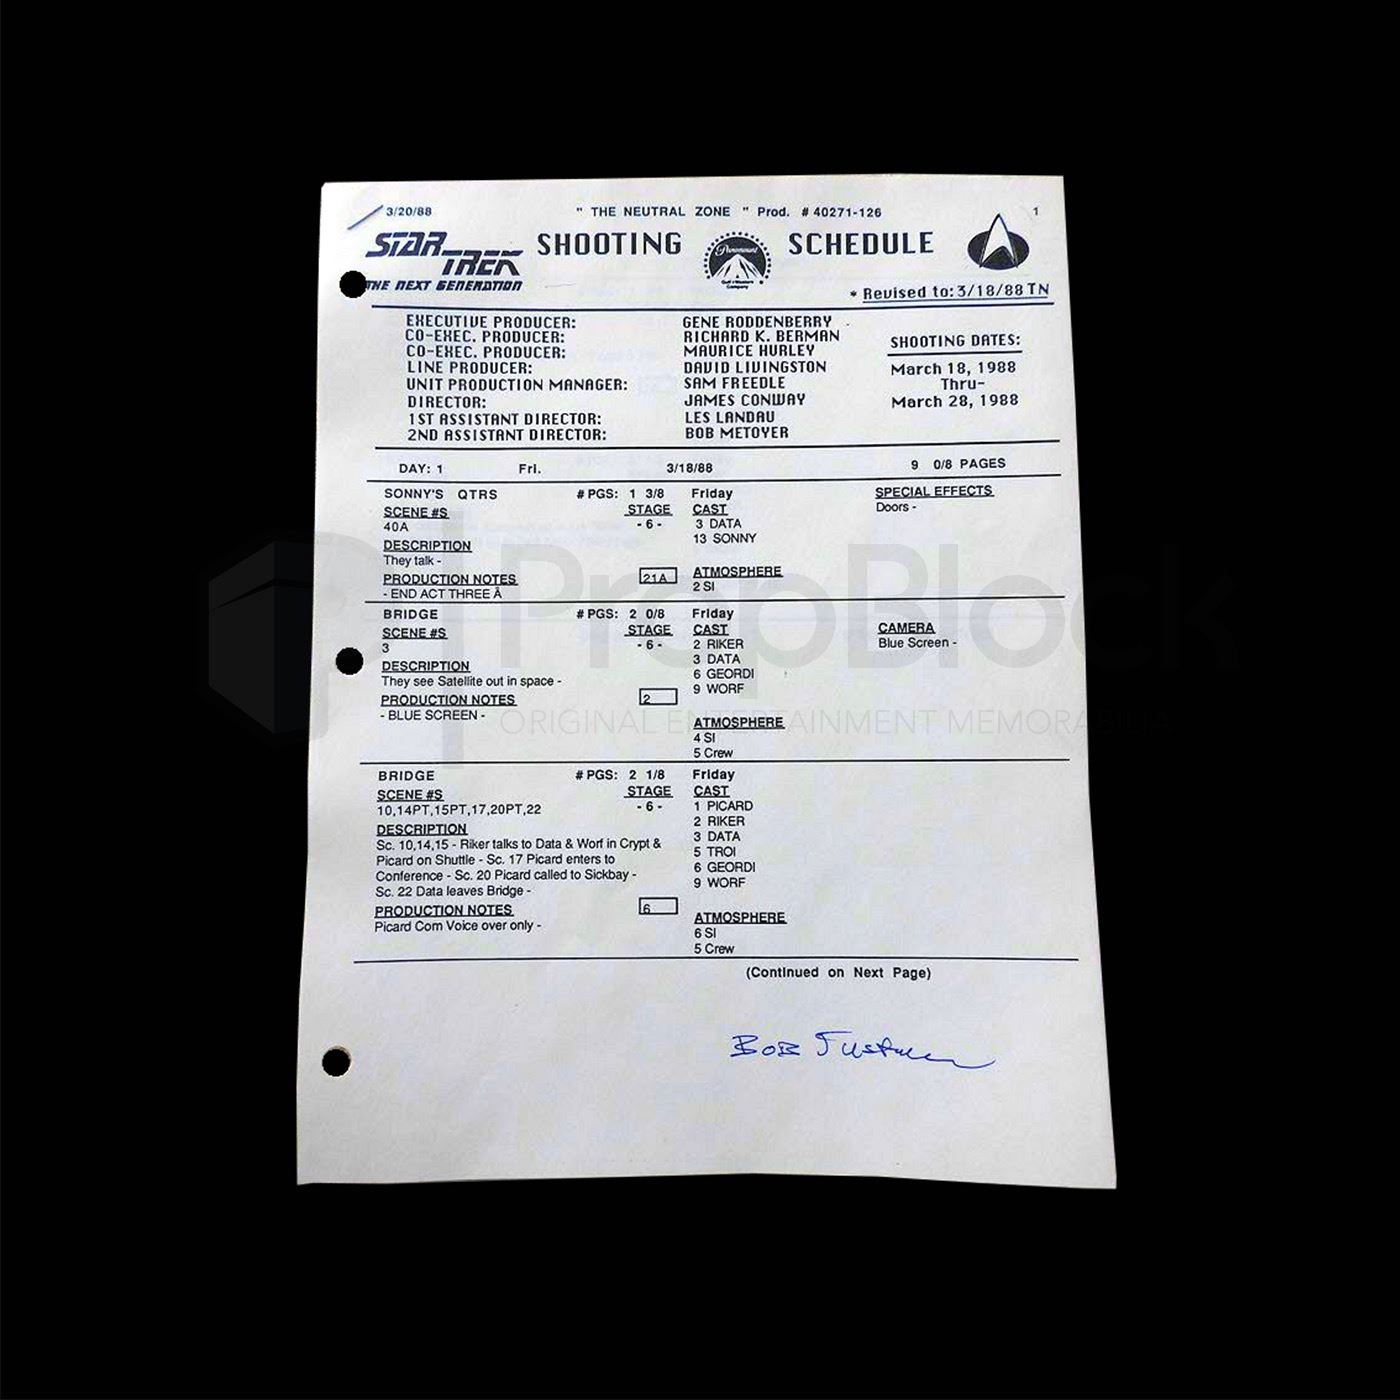 3/20/88 " THE NEUTRAL ZONE " Prod. # 40271-126 1
STAR TREK SHOOTING Paramount SCHEDULE
THE NEXT GENERATION Gulf+Western Company
* Revised to: 3/18/88 TN
EXECUTIVE PRODUCER: GENE RODDENBERRY
CO-EXEC. PRODUCER: RICHARD K. BERMAN
CO-EXEC. PRODUCER: MAURICE HURLEY
LINE PRODUCER: DAVID LIVINGSTON
UNIT PRODUCTION MANAGER: SAM FREEDLE
DIRECTOR: JAMES CONWAY
1ST ASSISTANT DIRECTOR: LES LANDAU
2ND ASSISTANT DIRECTOR: BOB METOYER
SHOOTING DATES:
March 18, 1988
Thru-
March 28, 1988
DAY: 1 Fri. 3/18/88 9 0/8 PAGES
SONNY'S QTRS # PGS: 1 3/8 Friday SPECIAL EFFECTS
SCENE #S STAGE CAST Doors -
40A - 6 - 3 DATA
13 SONNY
DESCRIPTION
They talk -
PRODUCTION NOTES 21A ATMOSPHERE
- END ACT THREE Â 2 SI
BRIDGE # PGS: 2 0/8 Friday
SCENE #S STAGE CAST CAMERA
3 - 6 - 2 RIKER Blue Screen -
3 DATA
DESCRIPTION 6 GEORDI
They see Satellite out in space - 9 WORF
PRODUCTION NOTES 2
- BLUE SCREEN - ATMOSPHERE
4 SI
5 Crew
BRIDGE # PGS: 2 1/8 Friday
SCENE #S STAGE CAST
10,14PT,15PT,17,20PT,22 - 6 - 1 PICARD
2 RIKER
DESCRIPTION 3 DATA
Sc. 10,14,15 - Riker talks to Data & Worf in Crypt & 5 TROI
Picard on Shuttle - Sc. 17 Picard enters to 6 GEORDI
Conference - Sc. 20 Picard called to Sickbay - 9 WORF
Sc. 22 Data leaves Bridge -
PRODUCTION NOTES 6 ATMOSPHERE
Picard Com Voice over only - 6 SI
5 Crew
(Continued on Next Page)
BOB Justman
PropBlock
ORIGINAL ENTERTAINMENT MEMORABILIA